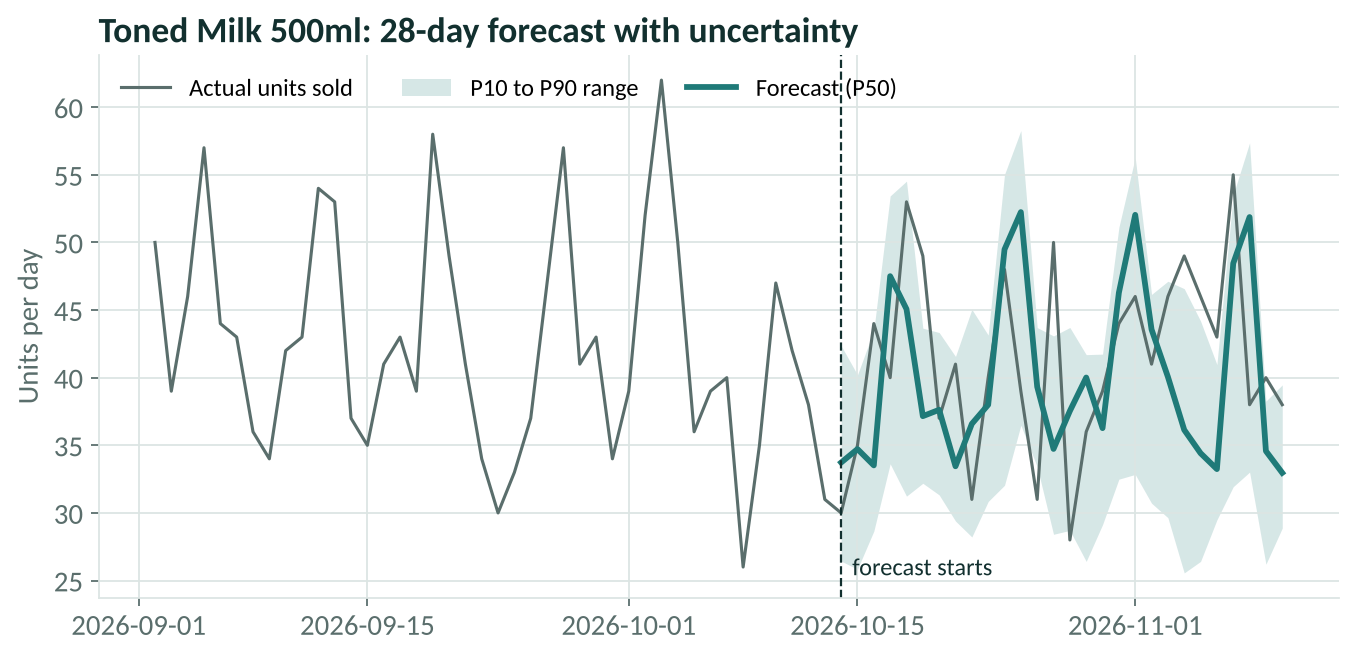 Toned Milk 500ml: 28-day forecast with uncertainty
Actual units sold
P10 to P90 range
Forecast (P50)
Units per day
60
55
50
45
40
35
30
25
forecast starts
2026-09-01
2026-09-15
2026-10-01
2026-10-15
2026-11-01